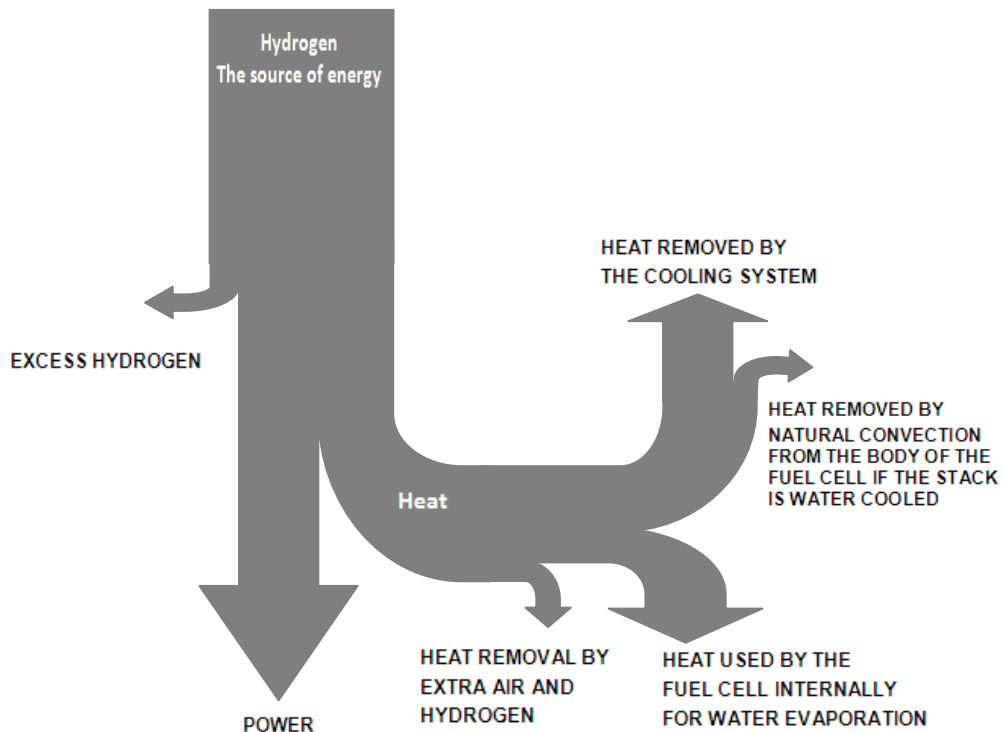 Hydrogen
The source of energy
HEAT REMOVED BY
THE COOLING SYSTEM
EXCESS HYDROGEN
HEAT REMOVED BY
NATURAL CONVECTION
FROM THE BODY OF THE
FUEL CELL IF THE STACK
IS WATER COOLED
Heat
HEAT REMOVAL BY
EXTRA AIR AND
HYDROGEN
HEAT USED BY THE
FUEL CELL INTERNALLY
FOR WATER EVAPORATION
POWER